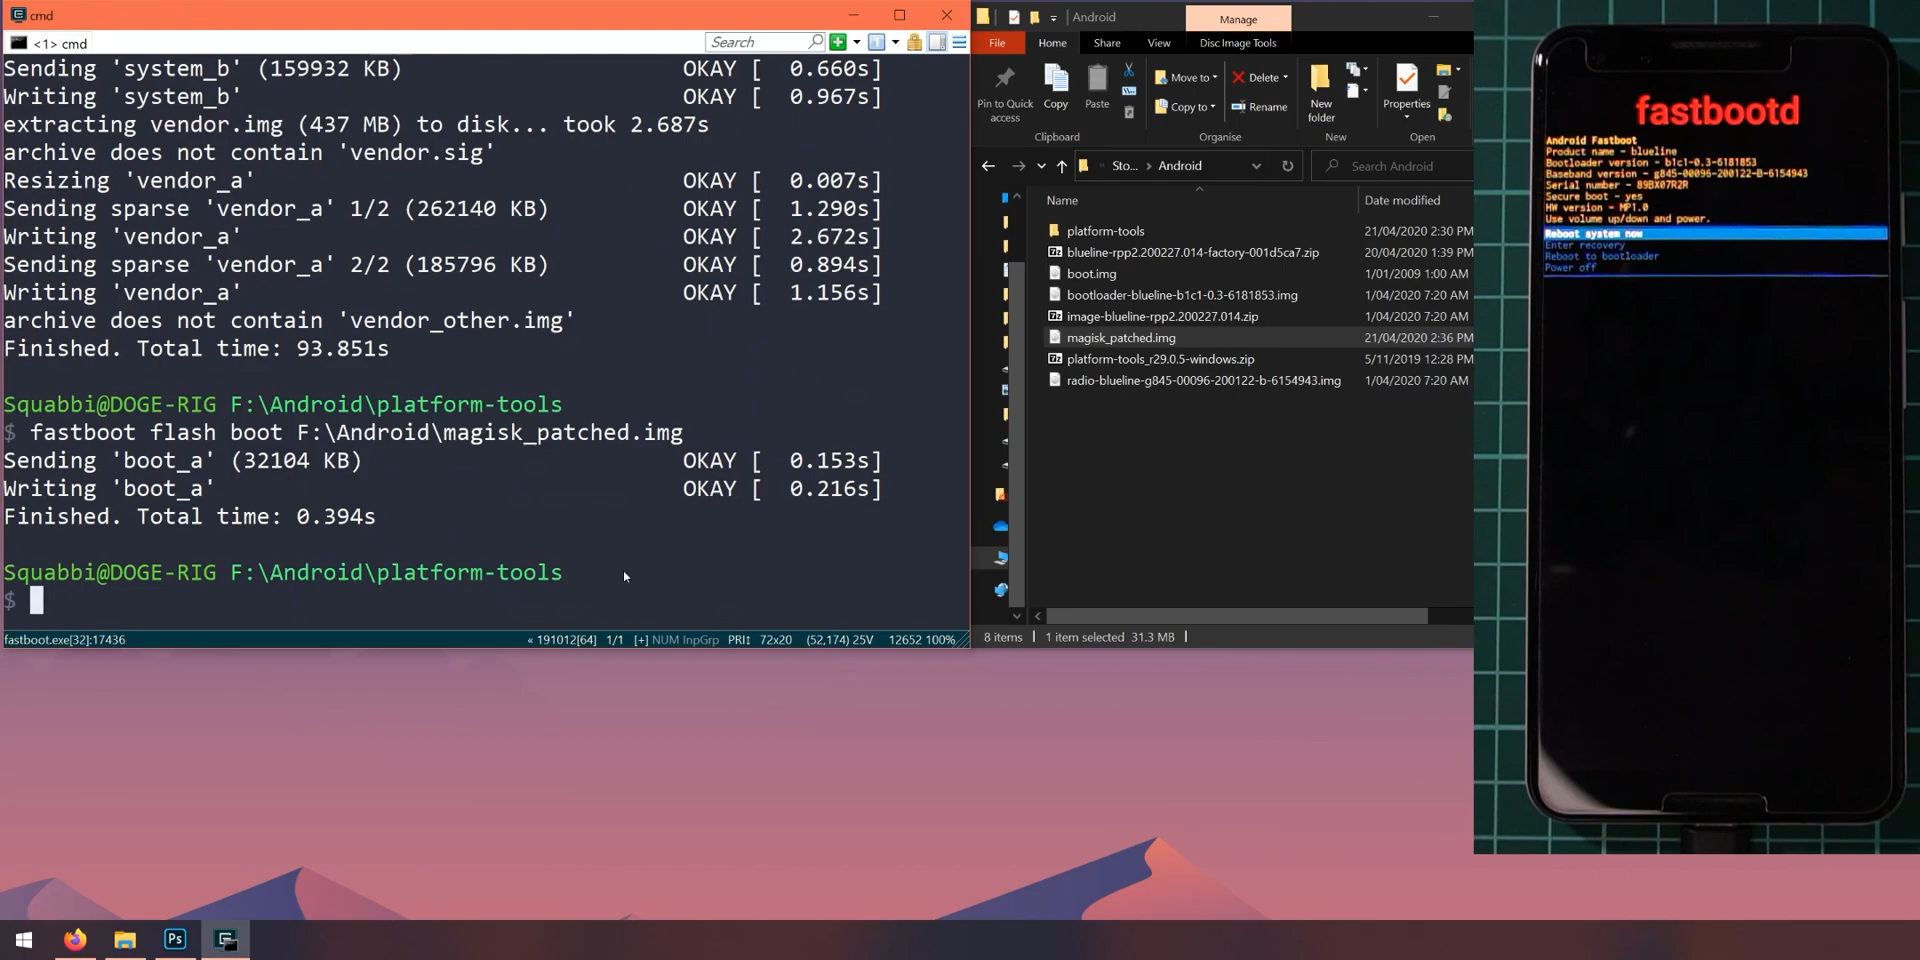 cmd
<1> cmd
Search
Sending 'system_b' (159932 KB) OKAY [ 0.660s]
Writing 'system_b' OKAY [ 0.967s]
extracting vendor.img (437 MB) to disk... took 2.687s
archive does not contain 'vendor.sig'
Resizing 'vendor_a' OKAY [ 0.007s]
Sending sparse 'vendor_a' 1/2 (262140 KB) OKAY [ 1.290s]
Writing 'vendor_a' OKAY [ 2.672s]
Sending sparse 'vendor_a' 2/2 (185796 KB) OKAY [ 0.894s]
Writing 'vendor_a' OKAY [ 1.156s]
archive does not contain 'vendor_other.img'
Finished. Total time: 93.851s
Squabbi@DOGE-RIG F:\Android\platform-tools
$ fastboot flash boot F:\Android\magisk_patched.img
Sending 'boot_a' (32104 KB) OKAY [ 0.153s]
Writing 'boot_a' OKAY [ 0.216s]
Finished. Total time: 0.394s
Squabbi@DOGE-RIG F:\Android\platform-tools
$
fastboot.exe[32]:17436 « 191012[64] 1/1 [+] NUM InpGrp PRI↕ 72x20 (52,174) 25V 12652 100%
Android
Manage
File Home Share View Disc Image Tools
Pin to Quick access
Copy
Paste
Move to
Copy to
Delete
Rename
New folder
Properties
Clipboard Organise New Open
Sto... › Android
Search Android
Name Date modified
platform-tools 21/04/2020 2:30 PM
blueline-rpp2.200227.014-factory-001d5ca7.zip 20/04/2020 1:39 PM
boot.img 1/01/2009 1:00 AM
bootloader-blueline-b1c1-0.3-6181853.img 1/04/2020 7:20 AM
image-blueline-rpp2.200227.014.zip 1/04/2020 7:20 AM
magisk_patched.img 21/04/2020 2:36 PM
platform-tools_r29.0.5-windows.zip 5/11/2019 12:28 PM
radio-blueline-g845-00096-200122-b-6154943.img 1/04/2020 7:20 AM
8 items 1 item selected 31.3 MB
fastbootd
Android Fastboot
Product name - blueline
Bootloader version - b1c1-0.3-6181853
Baseband version - g845-00096-200122-B-6154943
Serial number - 89BX07R2R
Secure boot - yes
HW version - MP1.0
Use volume up/down and power.
Reboot system now
Enter recovery
Reboot to bootloader
Power off
Ps